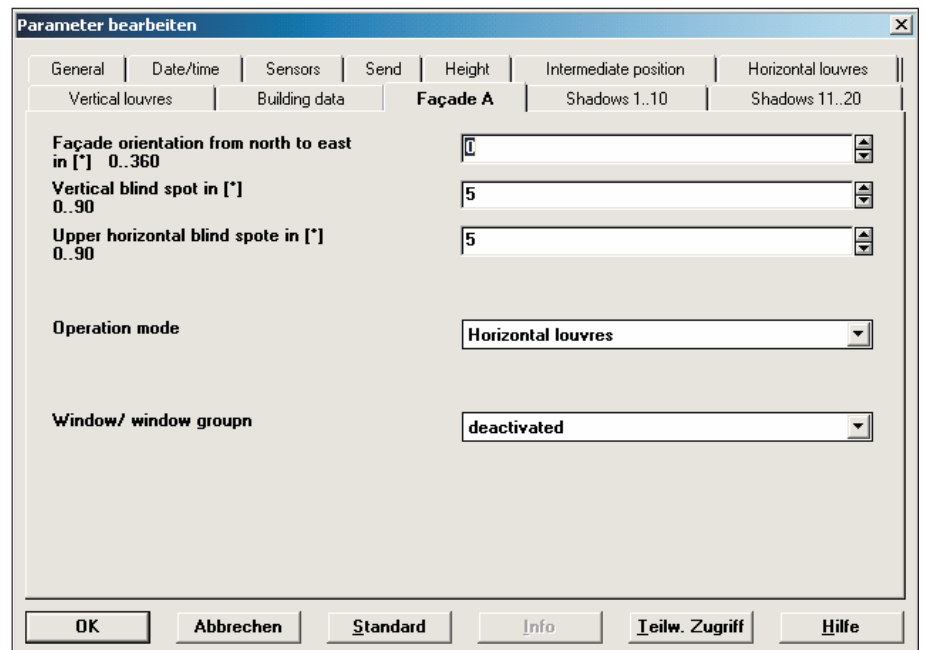 Parameter bearbeiten
General Date/time Sensors Send Height Intermediate position Horizontal louvres
Vertical louvres Building data Façade A Shadows 1..10 Shadows 11..20
Façade orientation from north to east
in [*] 0..360
0
Vertical blind spot in [*]
0..90
5
Upper horizontal blind spote in [*]
0..90
5
Operation mode
Horizontal louvres
Window/ window groupn
deactivated
OK Abbrechen Standard Info Teilw. Zugriff Hilfe